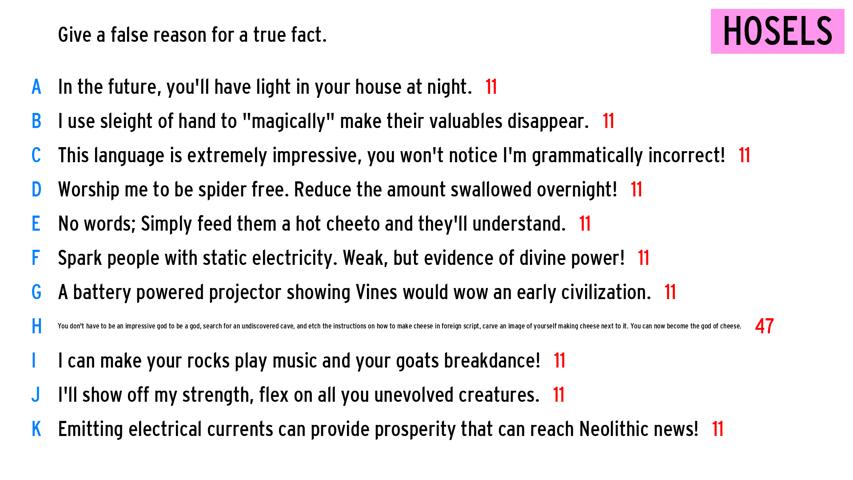 Give a false reason for a true fact.
HOSELS
A In the future, you'll have light in your house at night. 11
B I use sleight of hand to "magically" make their valuables disappear. 11
C This language is extremely impressive, you won't notice I'm grammatically incorrect! 11
D Worship me to be spider free. Reduce the amount swallowed overnight! 11
E No words; Simply feed them a hot cheeto and they'll understand. 11
F Spark people with static electricity. Weak, but evidence of divine power! 11
G A battery powered projector showing Vines would wow an early civilization. 11
H You don't have to be an impressive god to be a god, search for an undiscovered cave, and etch the instructions on how to make cheese in foreign script, carve an image of yourself making cheese next to it. You can now become the god of cheese. 47
I I can make your rocks play music and your goats breakdance! 11
J I'll show off my strength, flex on all you unevolved creatures. 11
K Emitting electrical currents can provide prosperity that can reach Neolithic news! 11